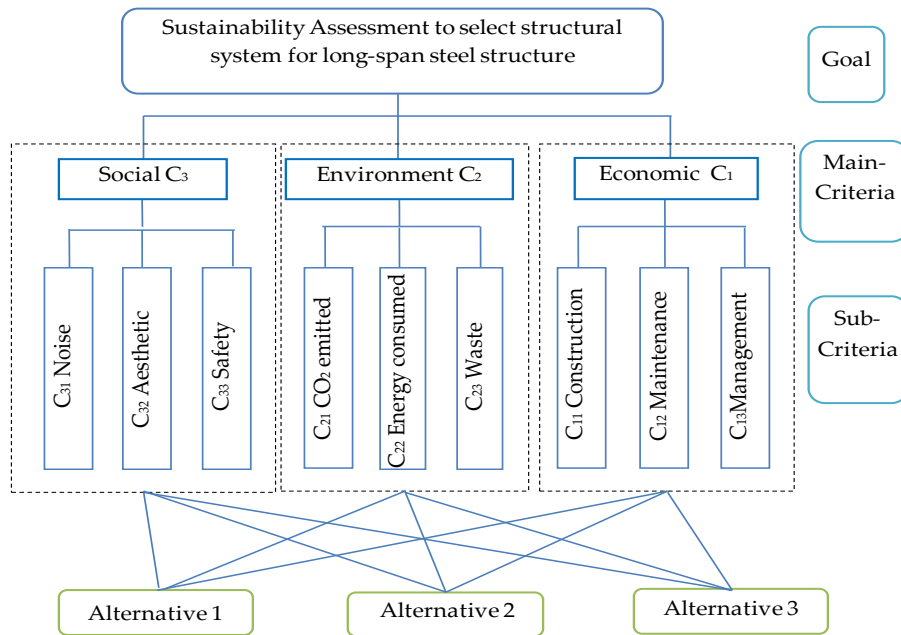 Sustainability Assessment to select structural
system for long-span steel structure
Goal
Social C₃
Environment C₂
Economic C₁
Main-
Criteria
C₃₁ Noise
C₃₂ Aesthetic
C₃₃ Safety
C₂₁ CO₂ emitted
C₂₂ Energy consumed
C₂₃ Waste
C₁₁ Construction
C₁₂ Maintenance
C₁₃Management
Sub-
Criteria
Alternative 1
Alternative 2
Alternative 3